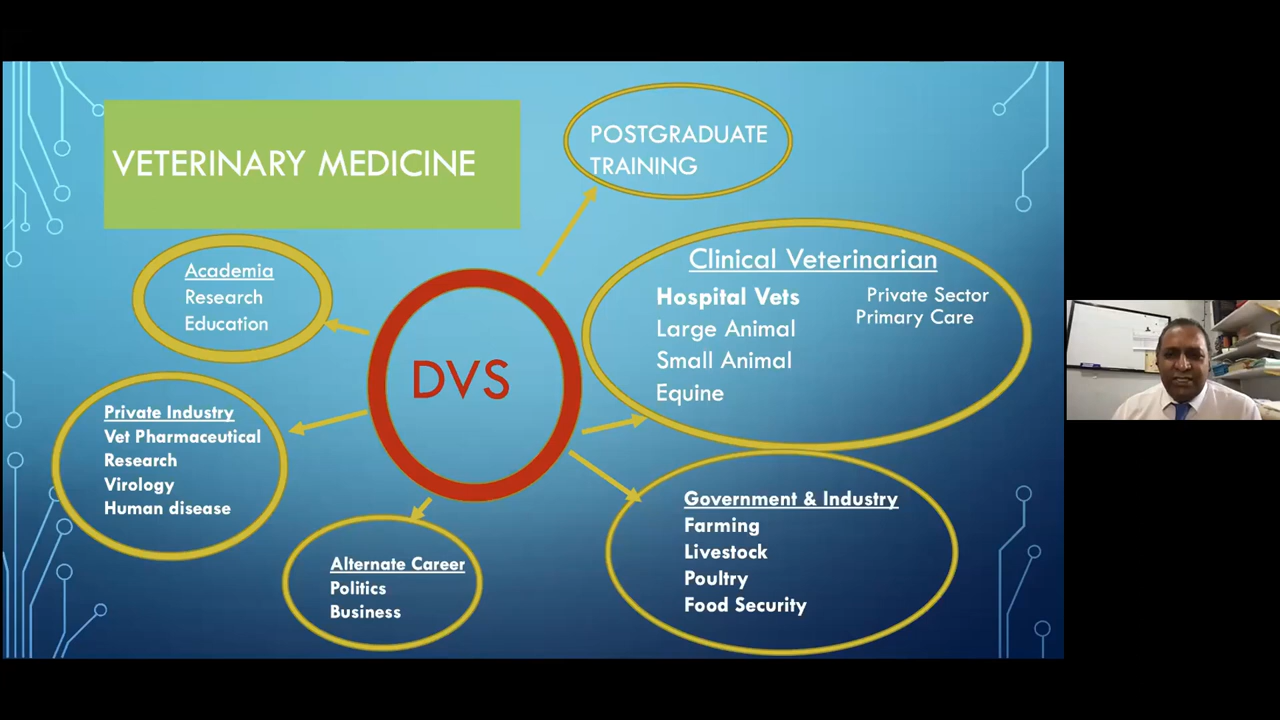 VETERINARY MEDICINE
POSTGRADUATE
TRAINING
Academia
Research
Education
Clinical Veterinarian
Hospital Vets
Large Animal
Small Animal
Equine
Private Sector
Primary Care
DVS
Private Industry
Vet Pharmaceutical
Research
Virology
Human disease
Alternate Career
Politics
Business
Government & Industry
Farming
Livestock
Poultry
Food Security